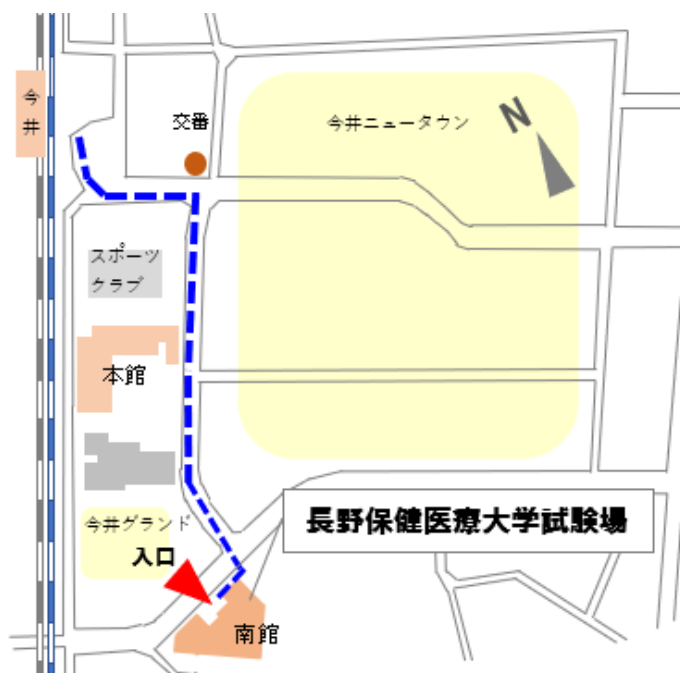 今井
交番
今井ニュータウン
N
スポーツ
クラブ
本館
今井グランド
入口
長野保健医療大学試験場
南館